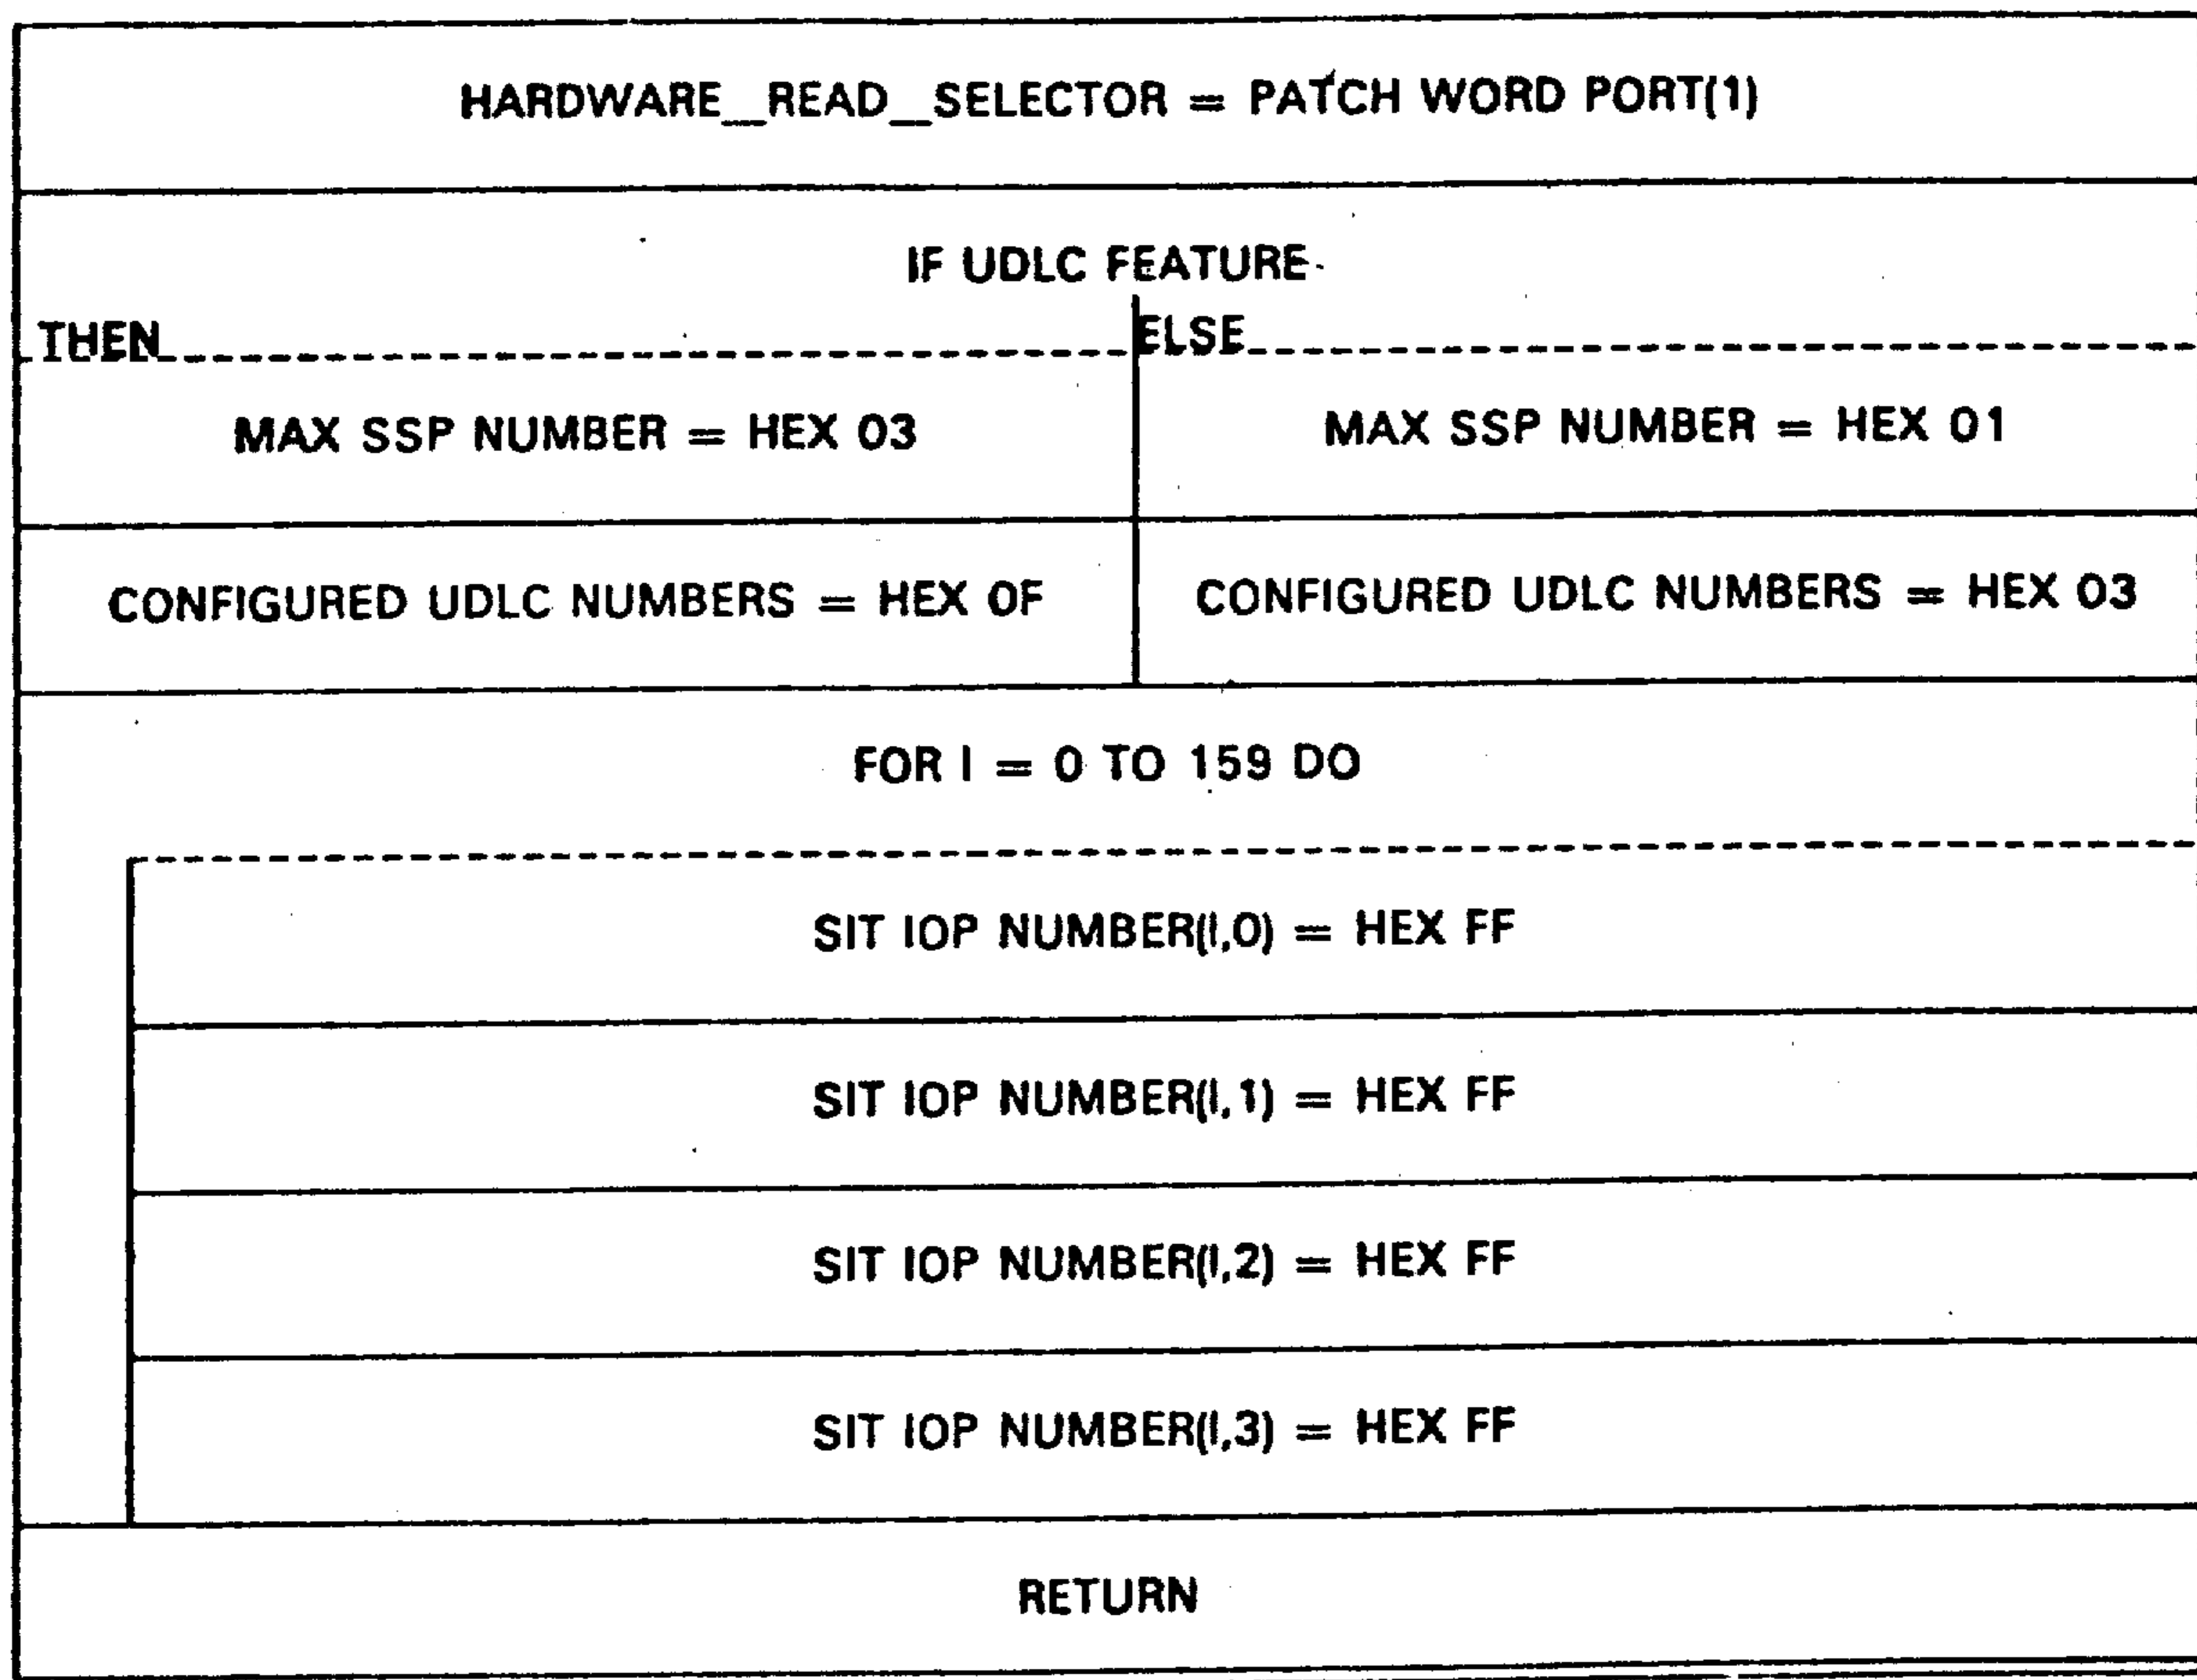 HARDWARE__READ__SELECTOR = PATCH WORD PORT(1)
IF UDLC FEATURE
THEN
ELSE
MAX SSP NUMBER = HEX 03
MAX SSP NUMBER = HEX 01
CONFIGURED UDLC NUMBERS = HEX 0F
CONFIGURED UDLC NUMBERS = HEX 03
FOR I = 0 TO 159 DO
SIT IOP NUMBER(I,0) = HEX FF
SIT IOP NUMBER(I,1) = HEX FF
SIT IOP NUMBER(I,2) = HEX FF
SIT IOP NUMBER(I,3) = HEX FF
RETURN